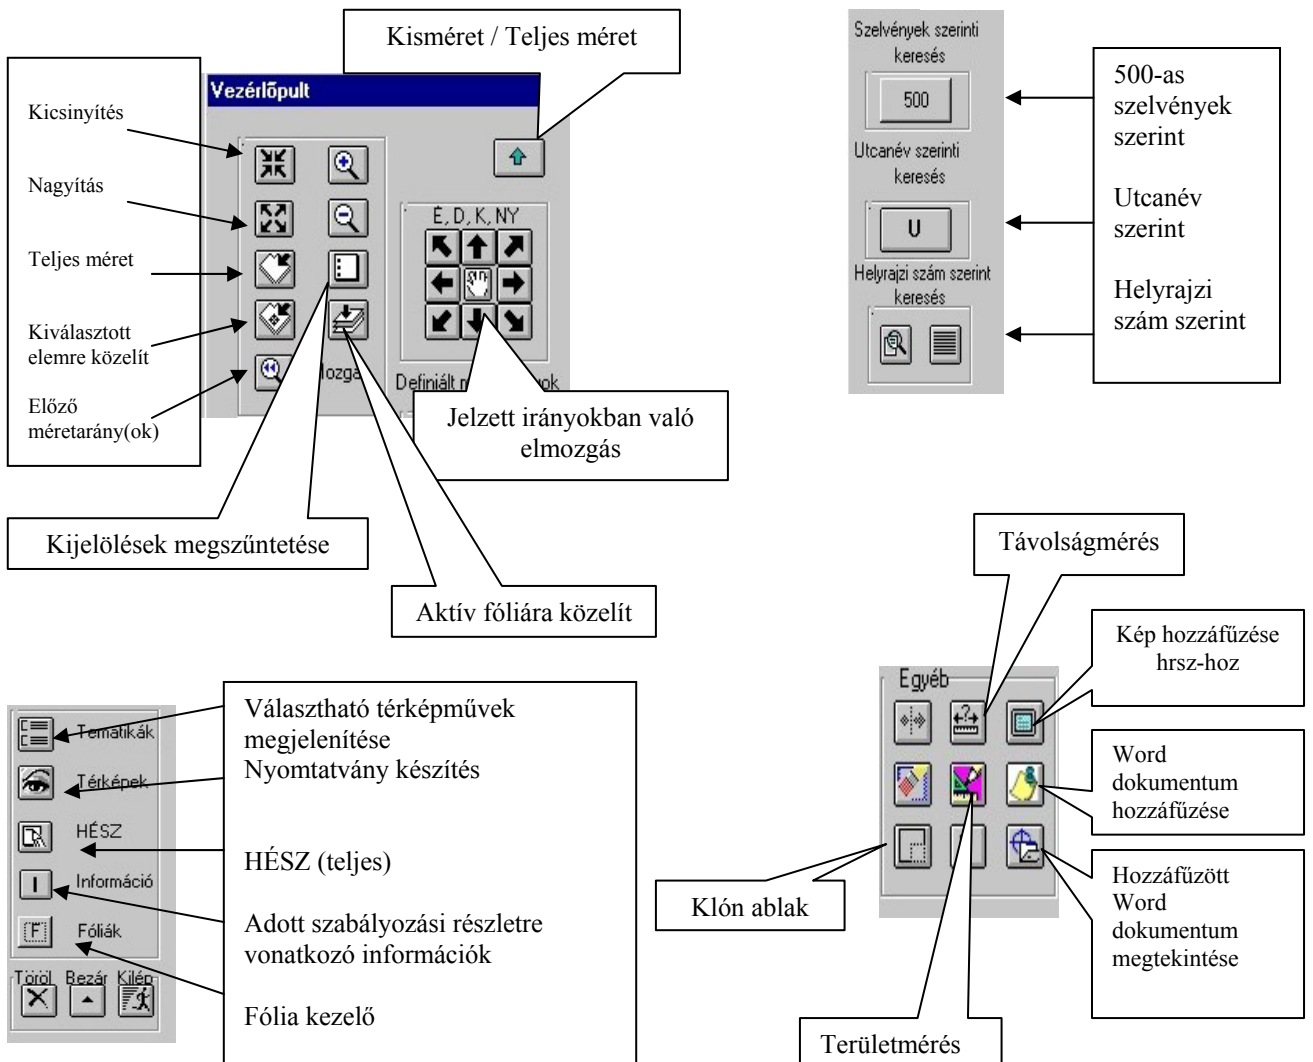 Kisméret / Teljes méret
Kicsinyítés
Nagyítás
Teljes méret
Kiválasztott
elemre közelít
Előző
méretarány(ok)
Vezérlőpult
É, D, K, NY
Definiált
Jelzett irányokban való
elmozgás
Kijelölések megszűntetése
Aktív fóliára közelít
Szelvények szerinti
keresés
500
Utcanév szerinti
keresés
U
Helyrajzi szám szerint
keresés
500-as
szelvények
szerint
Utcanév
szerint
Helyrajzi
szám szerint
Tematikák
Térképek
HÉSZ
I Információ
F Fóliák
Töröl Bezár Kilép
Választható térképművek
megjelenítése
Nyomtatvány készítés
HÉSZ (teljes)
Adott szabályozási részletre
vonatkozó információk
Fólia kezelő
Távolságmérés
Egyéb
Kép hozzáfűzése
hrsz-hoz
Word
dokumentum
hozzáfűzése
Hozzáfűzött
Word
dokumentum
megtekintése
Klón ablak
Területmérés